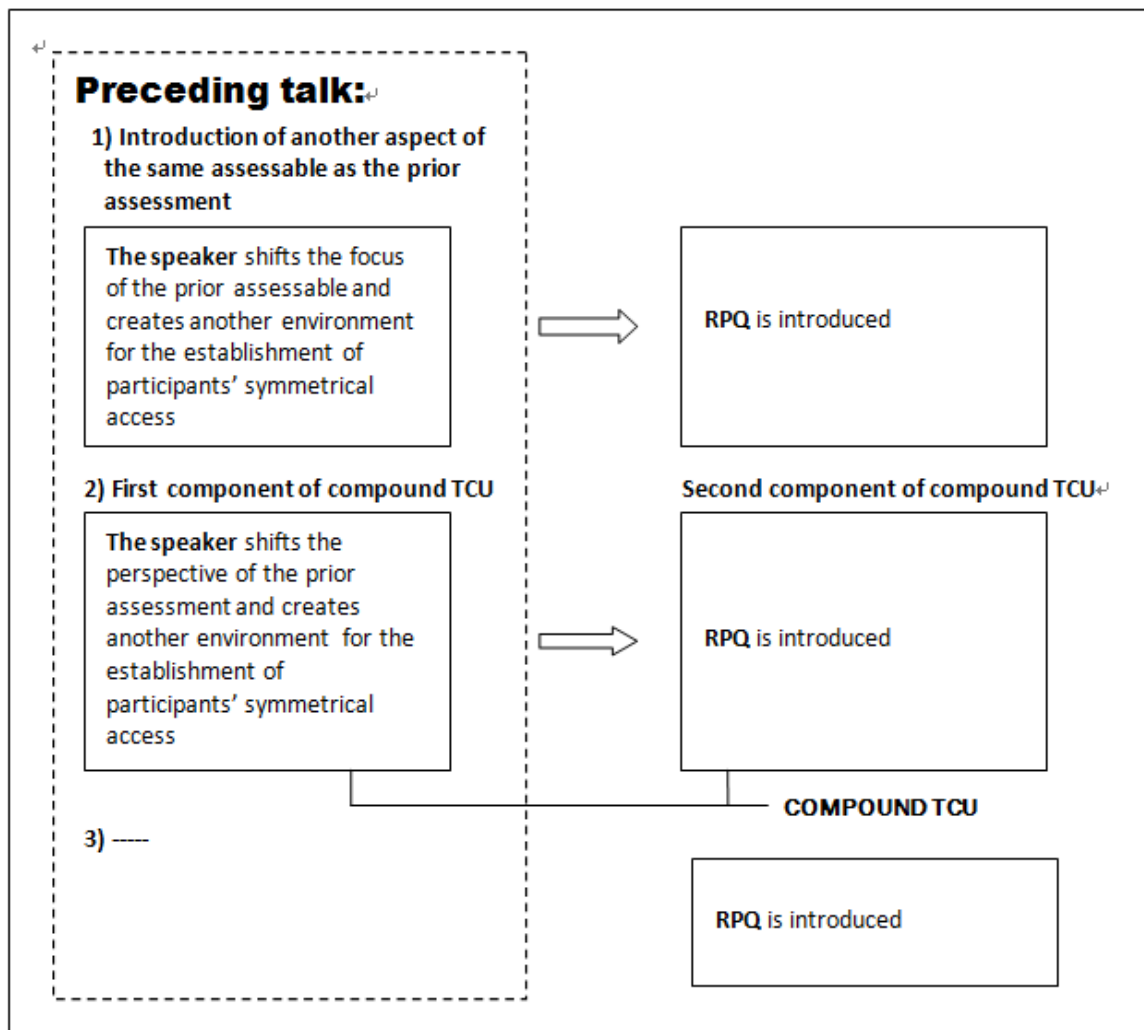 Preceding talk:
1) Introduction of another aspect of
the same assessable as the prior
assessment
The speaker shifts the focus
of the prior assessable and
creates another environment
for the establishment of
participants' symmetrical
access
RPQ is introduced
2) First component of compound TCU
The speaker shifts the
perspective of the prior
assessment and creates
another environment for the
establishment of
participants' symmetrical
access
Second component of compound TCU
RPQ is introduced
COMPOUND TCU
3) -----
RPQ is introduced